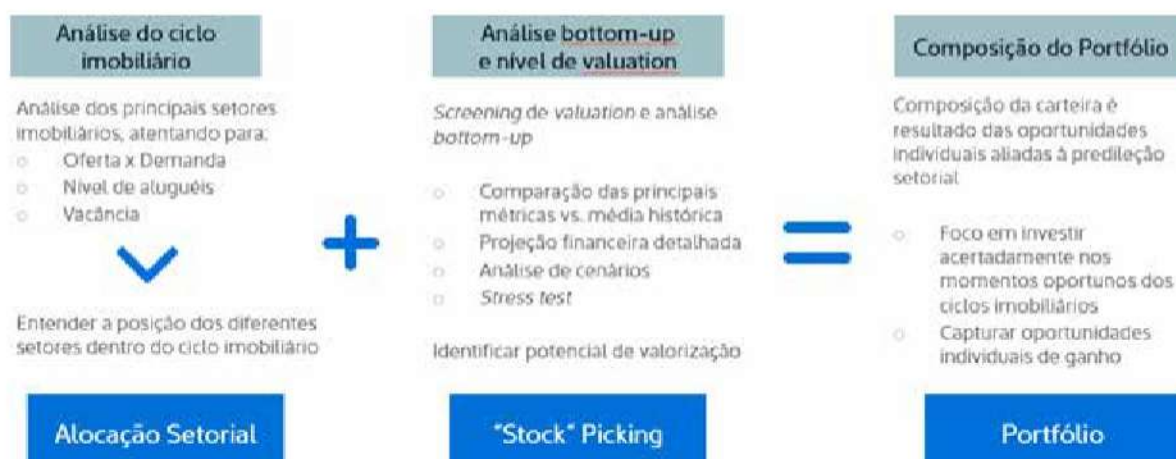 Análise do ciclo
imobiliário
Análise dos principais setores
imobiliários, atentando para:
Oferta x Demanda
Nível de aluguéis
Vacância
Entender a posição dos diferentes
setores dentro do ciclo imobiliário
Alocação Setorial
Análise bottom-up
e nível de valuation
Screening de valuation e análise
bottom-up
Comparação das principais
métricas vs. média histórica
Projeção financeira detalhada
Análise de cenários
Stress test
Identificar potencial de valorização
"Stock" Picking
Composição do Portfólio
Composição da carteira é
resultado das oportunidades
individuais aliadas à predileção
setorial
Foco em investir
acertadamente nos
momentos oportunos dos
ciclos imobiliários
Capturar oportunidades
individuais de ganho
Portfólio